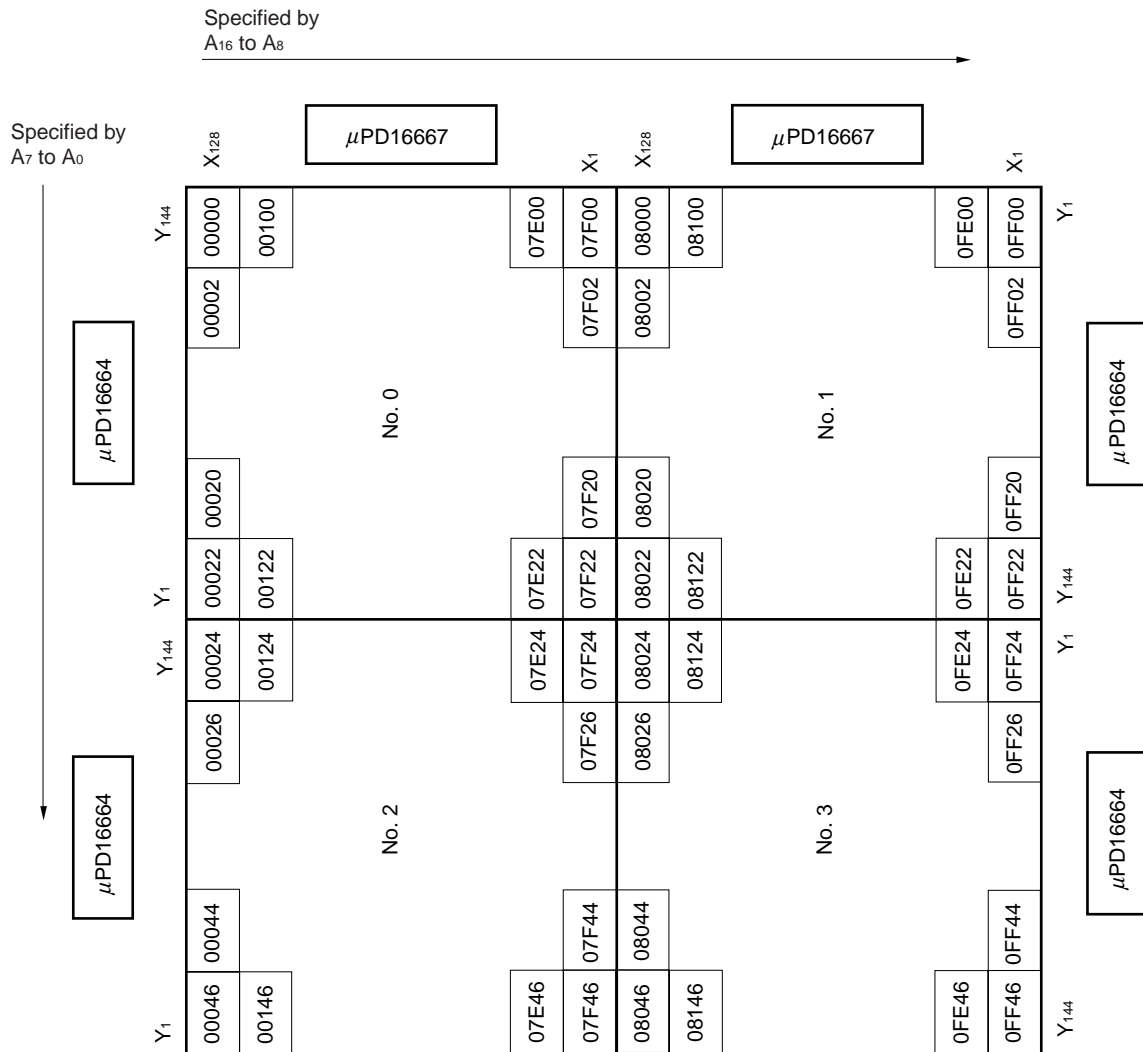 Specified by
A16 to A8
Specified by
A7 to A0
μPD16667
μPD16667
X128
X1
X128
X1
Y144
00000
00100
07E00
07F00
08000
08100
0FE00
0FF00
Y1
00002
07F02
08002
0FF02
μPD16664
No. 0
No. 1
μPD16664
00020
07F20
08020
0FF20
Y1
00022
00122
07E22
07F22
08022
08122
0FE22
0FF22
Y144
Y144
00024
00124
07E24
07F24
08024
08124
0FE24
0FF24
Y1
00026
07F26
08026
0FF26
μPD16664
No. 2
No. 3
μPD16664
00044
07F44
08044
0FF44
Y1
00046
00146
07E46
07F46
08046
08146
0FE46
0FF46
Y144